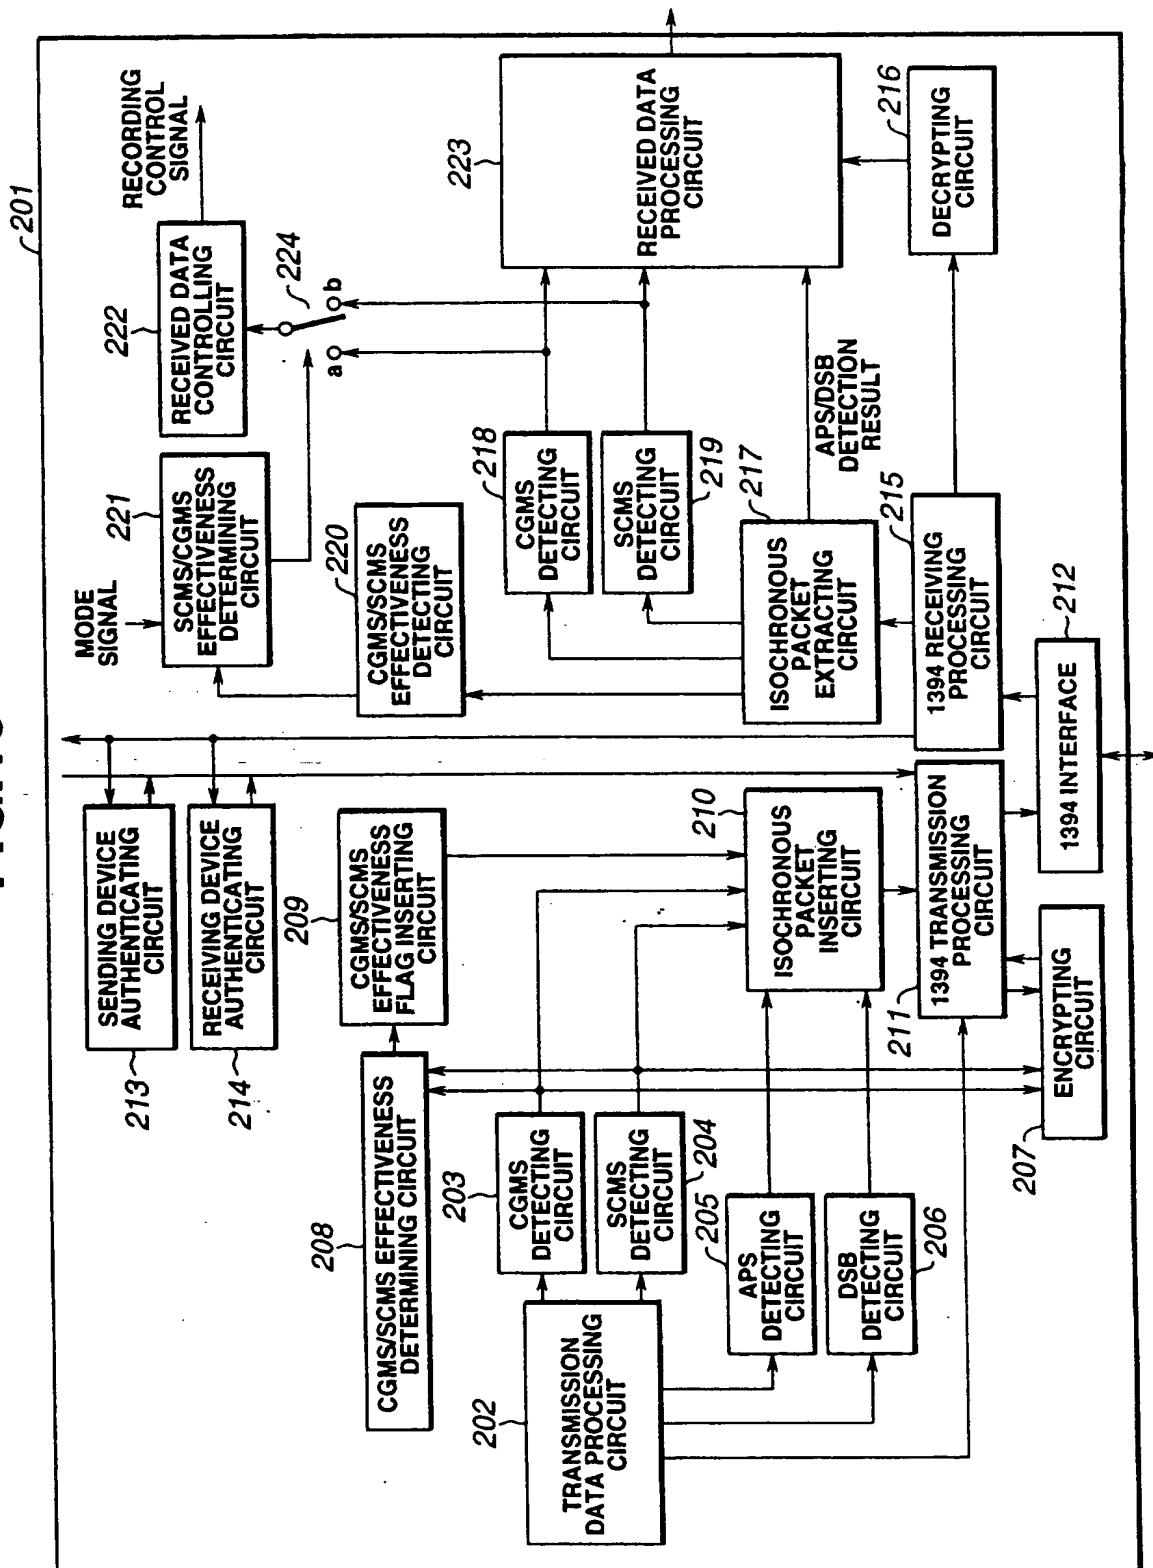 201
TRANSMISSION
DATA PROCESSING
CIRCUIT
202
CGMS/SCMS EFFECTIVENESS
DETERMINING CIRCUIT
208
CGMS
DETECTING
CIRCUIT
203
SCMS
DETECTING
CIRCUIT
204
APS
DETECTING
CIRCUIT
205
DSB
DETECTING
CIRCUIT
206
SENDING DEVICE
AUTHENTICATING
CIRCUIT
213
RECEIVING DEVICE
AUTHENTICATING
CIRCUIT
214
CGMS/SCMS
EFFECTIVENESS
FLAG INSERTING
CIRCUIT
209
ISOCHRONOUS
PACKET
INSERTING
CIRCUIT
210
1394 TRANSMISSION
PROCESSING
CIRCUIT
211
ENCRYPTING
CIRCUIT
207
1394 INTERFACE
212
MODE
SIGNAL
SCMS/CGMS
EFFECTIVENESS
DETERMINING
CIRCUIT
221
CGMS/SCMS
EFFECTIVENESS
DETECTING
CIRCUIT
220
CGMS
DETECTING
CIRCUIT
218
SCMS
DETECTING
CIRCUIT
219
ISOCHRONOUS
PACKET
EXTRACTING
CIRCUIT
217
1394 RECEIVING
PROCESSING
CIRCUIT
215
RECEIVED DATA
CONTROLLING
CIRCUIT
222
224
a
b
RECORDING
CONTROL
SIGNAL
APS/DSB
DETECTION
RESULT
RECEIVED DATA
PROCESSING
CIRCUIT
223
DECRYPTING
CIRCUIT
216